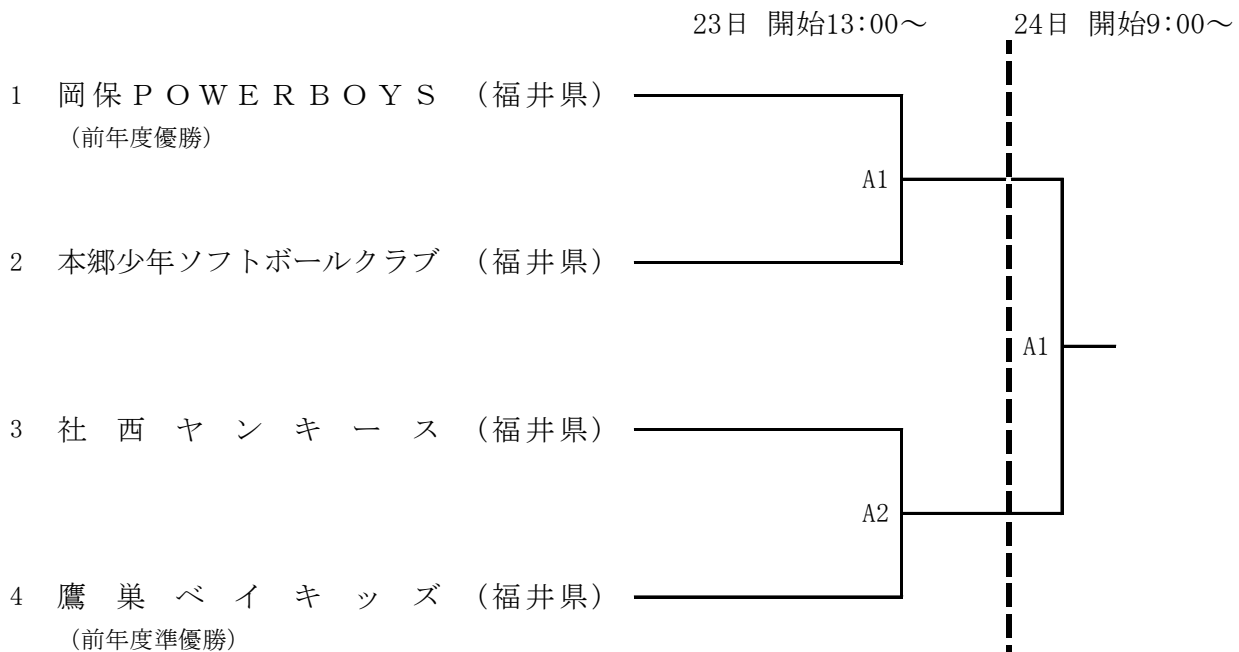 23日 開始13:00～ 24日 開始9:00～
1 岡保ＰＯＷＥＲＢＯＹＳ （福井県）
（前年度優勝）
A1
2 本郷少年ソフトボールクラブ （福井県）
A1
3 社西ヤンキース （福井県）
A2
4 鷹巣ベイキッズ （福井県）
（前年度準優勝）